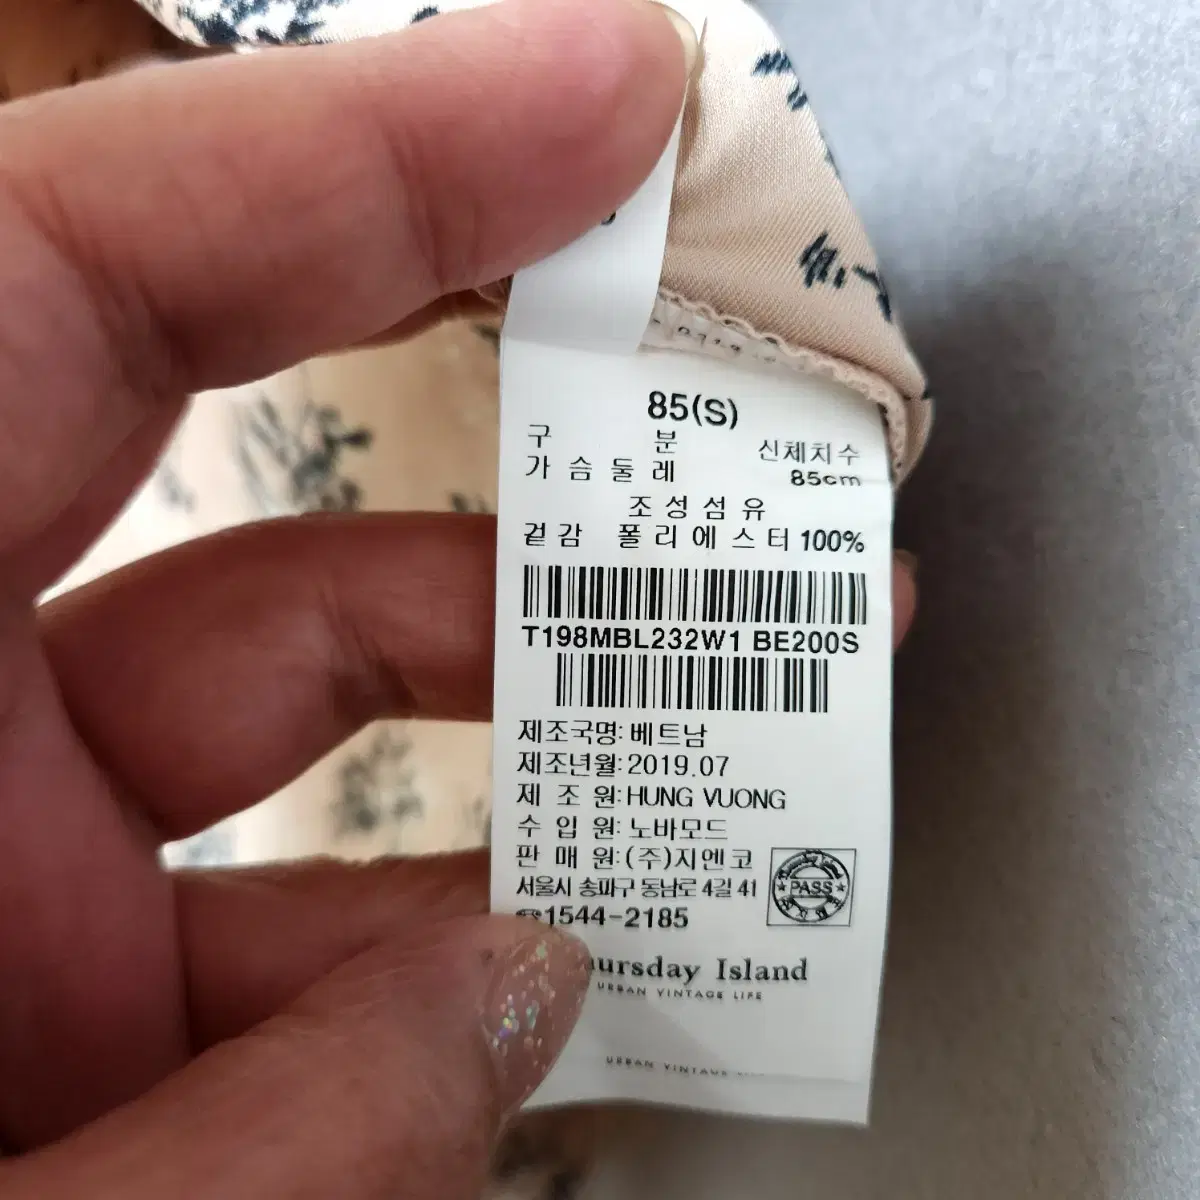 85(S)
구 분 신체치수
가슴둘레 85cm
조성섬유
겉감 폴리에스터 100%
T198MBL232W1 BE200S
제조국명: 베트남
제조년월: 2019.07
제 조 원: HUNG VUONG
수 입 원: 노바모드
판 매 원: (주)지엔코
서울시 송파구 동남로 4길 41
☎1544-2185
PASS
Island
URBAN VINTAGE LIFE
URBAN VINTAGE